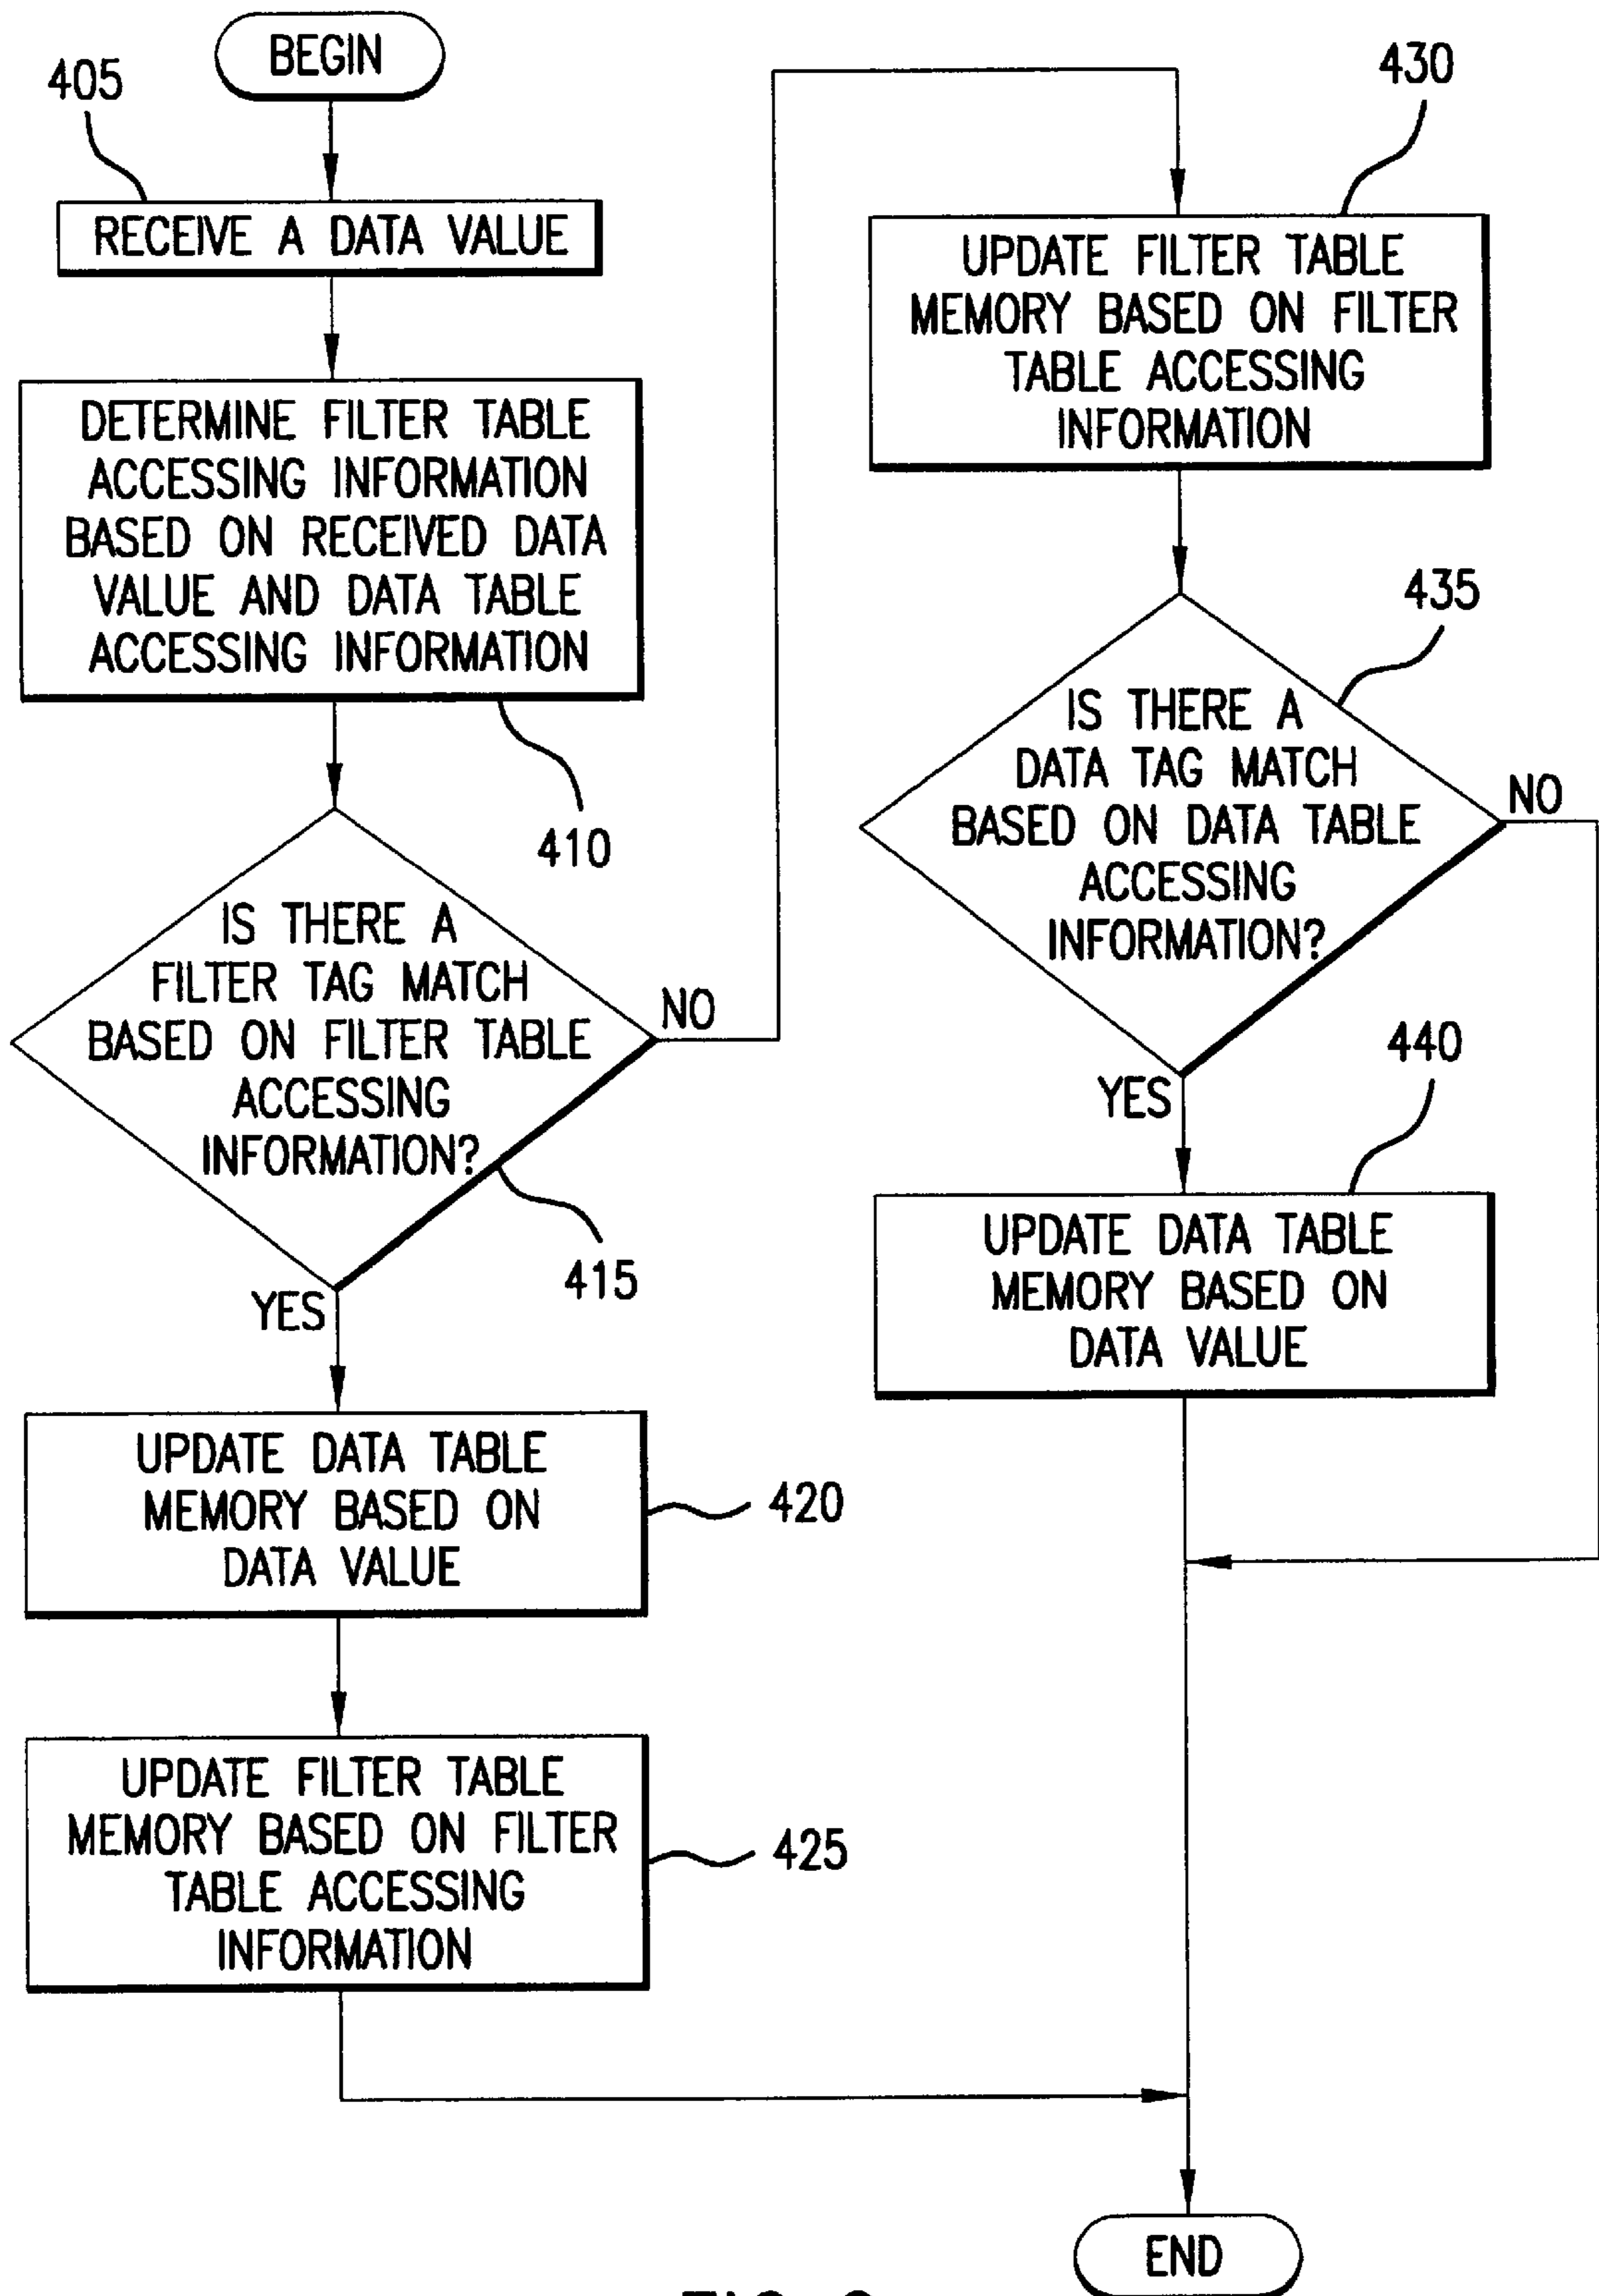 BEGIN
405
RECEIVE A DATA VALUE
DETERMINE FILTER TABLE
ACCESSING INFORMATION
BASED ON RECEIVED DATA
VALUE AND DATA TABLE
ACCESSING INFORMATION
410
IS THERE A
FILTER TAG MATCH
BASED ON FILTER TABLE
ACCESSING
INFORMATION?
NO
415
YES
UPDATE DATA TABLE
MEMORY BASED ON
DATA VALUE
420
UPDATE FILTER TABLE
MEMORY BASED ON FILTER
TABLE ACCESSING
INFORMATION
425
430
UPDATE FILTER TABLE
MEMORY BASED ON FILTER
TABLE ACCESSING
INFORMATION
435
IS THERE A
DATA TAG MATCH
BASED ON DATA TABLE
ACCESSING
INFORMATION?
NO
YES
440
UPDATE DATA TABLE
MEMORY BASED ON
DATA VALUE
END